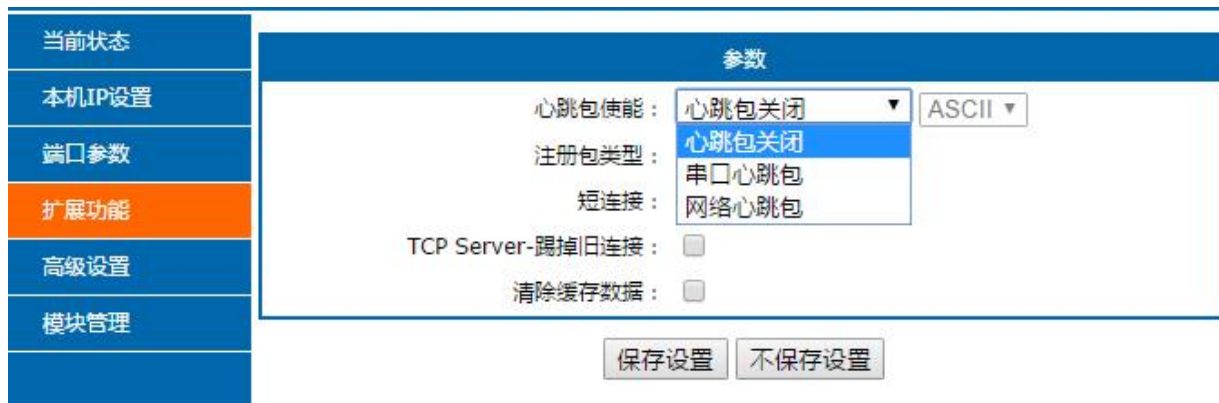 当前状态
本机IP设置
端口参数
扩展功能
高级设置
模块管理
参数
心跳包使能： 心跳包关闭 ▼ ASCII ▼
心跳包关闭
注册包类型：
串口心跳包
短连接：
网络心跳包
TCP Server-踢掉旧连接：
清除缓存数据：
保存设置 不保存设置